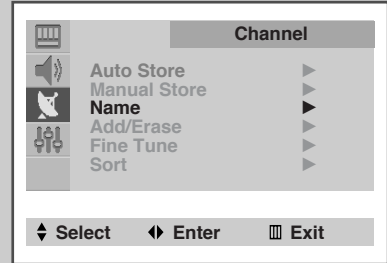 Channel
Auto Store
Manual Store
Name
Add/Erase
Fine Tune
Sort
Select Enter Exit